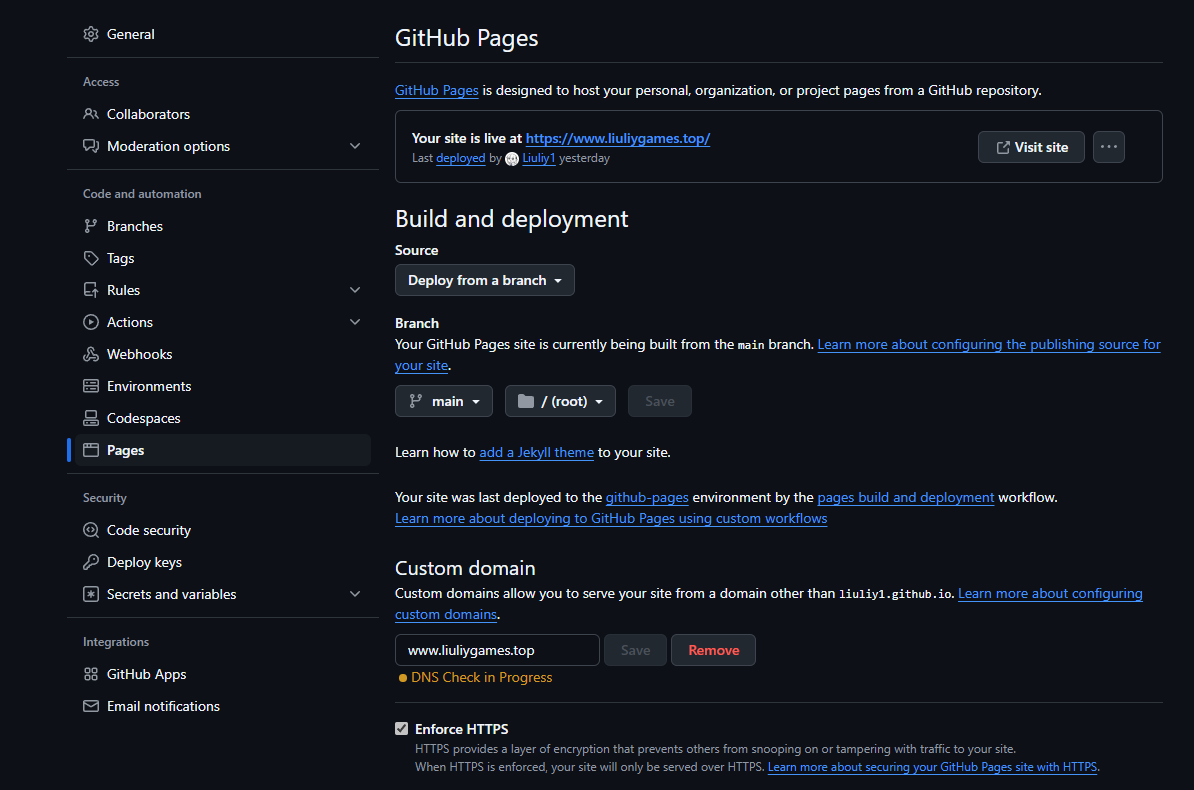 General
Access
Collaborators
Moderation options
Code and automation
Branches
Tags
Rules
Actions
Webhooks
Environments
Codespaces
Pages
Security
Code security
Deploy keys
Secrets and variables
Integrations
GitHub Apps
Email notifications
GitHub Pages
GitHub Pages is designed to host your personal, organization, or project pages from a GitHub repository.
Your site is live at https://www.liuliygames.top/
Last deployed by Liuliy1 yesterday
Visit site
Build and deployment
Source
Deploy from a branch
Branch
Your GitHub Pages site is currently being built from the main branch. Learn more about configuring the publishing source for
your site.
main / (root) Save
Learn how to add a Jekyll theme to your site.
Your site was last deployed to the github-pages environment by the pages build and deployment workflow.
Learn more about deploying to GitHub Pages using custom workflows
Custom domain
Custom domains allow you to serve your site from a domain other than liuliy1.github.io. Learn more about configuring
custom domains.
www.liuliygames.top Save Remove
DNS Check in Progress
Enforce HTTPS
HTTPS provides a layer of encryption that prevents others from snooping on or tampering with traffic to your site.
When HTTPS is enforced, your site will only be served over HTTPS. Learn more about securing your GitHub Pages site with HTTPS.